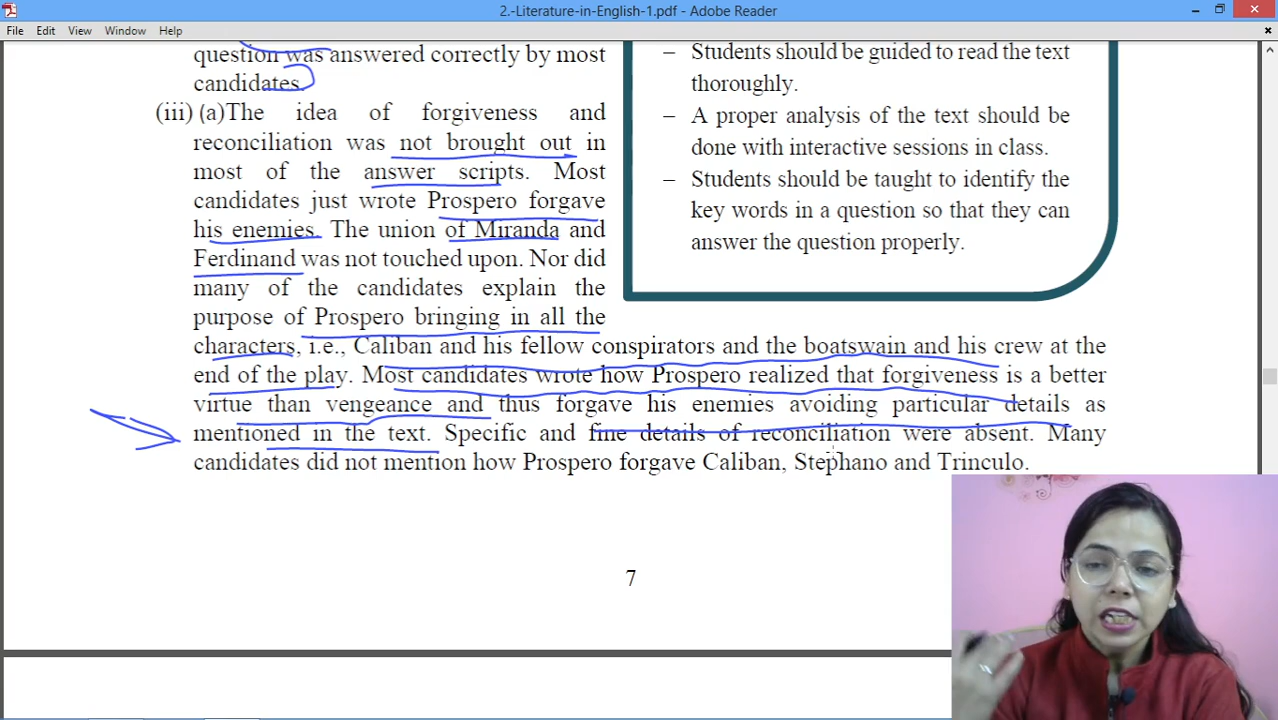 2.-Literature-in-English-1.pdf - Adobe Reader
File Edit View Window Help
question was answered correctly by most
candidates.
(iii) (a)The idea of forgiveness and
reconciliation was not brought out in
most of the answer scripts. Most
candidates just wrote Prospero forgave
his enemies. The union of Miranda and
Ferdinand was not touched upon. Nor did
many of the candidates explain the
purpose of Prospero bringing in all the
characters, i.e., Caliban and his fellow conspirators and the boatswain and his crew at the
end of the play. Most candidates wrote how Prospero realized that forgiveness is a better
virtue than vengeance and thus forgave his enemies avoiding particular details as
mentioned in the text. Specific and fine details of reconciliation were absent. Many
candidates did not mention how Prospero forgave Caliban, Stephano and Trinculo.
– Students should be guided to read the text
thoroughly.
– A proper analysis of the text should be
done with interactive sessions in class.
– Students should be taught to identify the
key words in a question so that they can
answer the question properly.
7